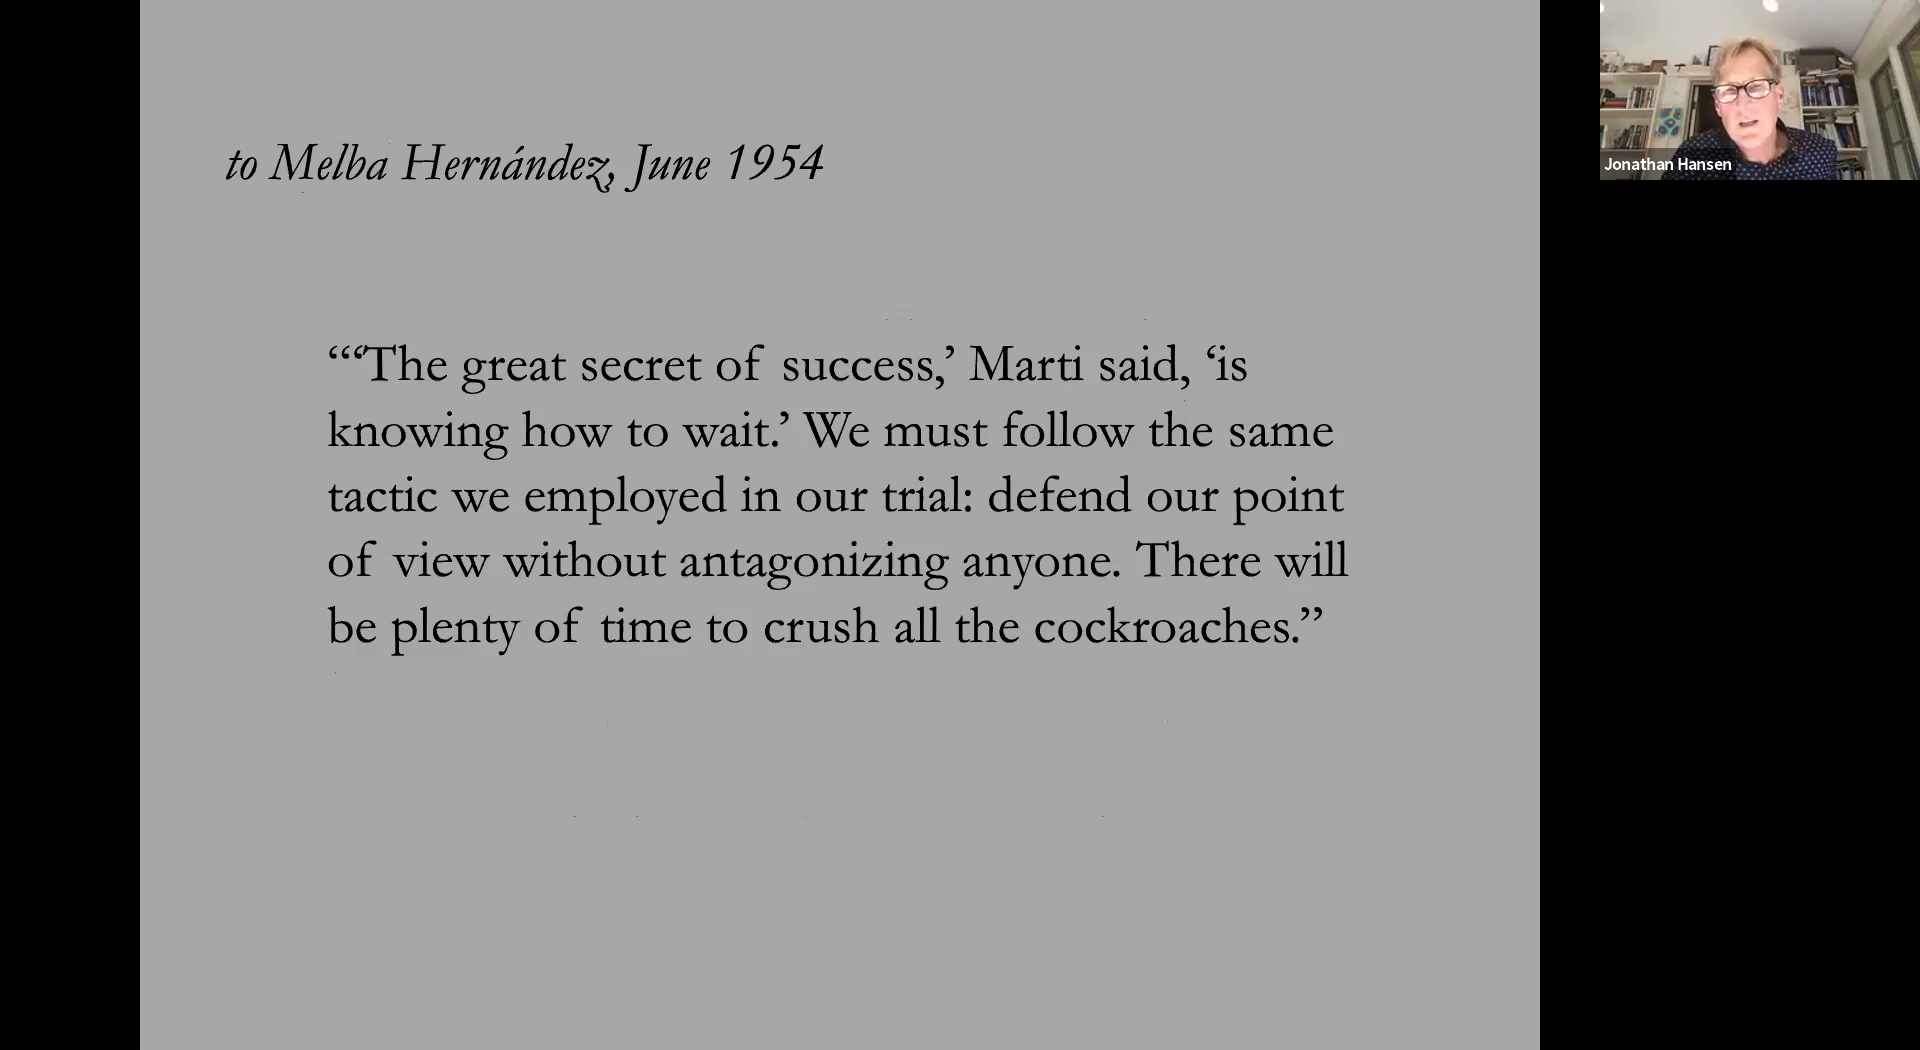 to Melba Hernández, June 1954
“‘The great secret of success,’ Marti said, ‘is
knowing how to wait.’ We must follow the same
tactic we employed in our trial: defend our point
of view without antagonizing anyone. There will
be plenty of time to crush all the cockroaches.”
Jonathan Hansen